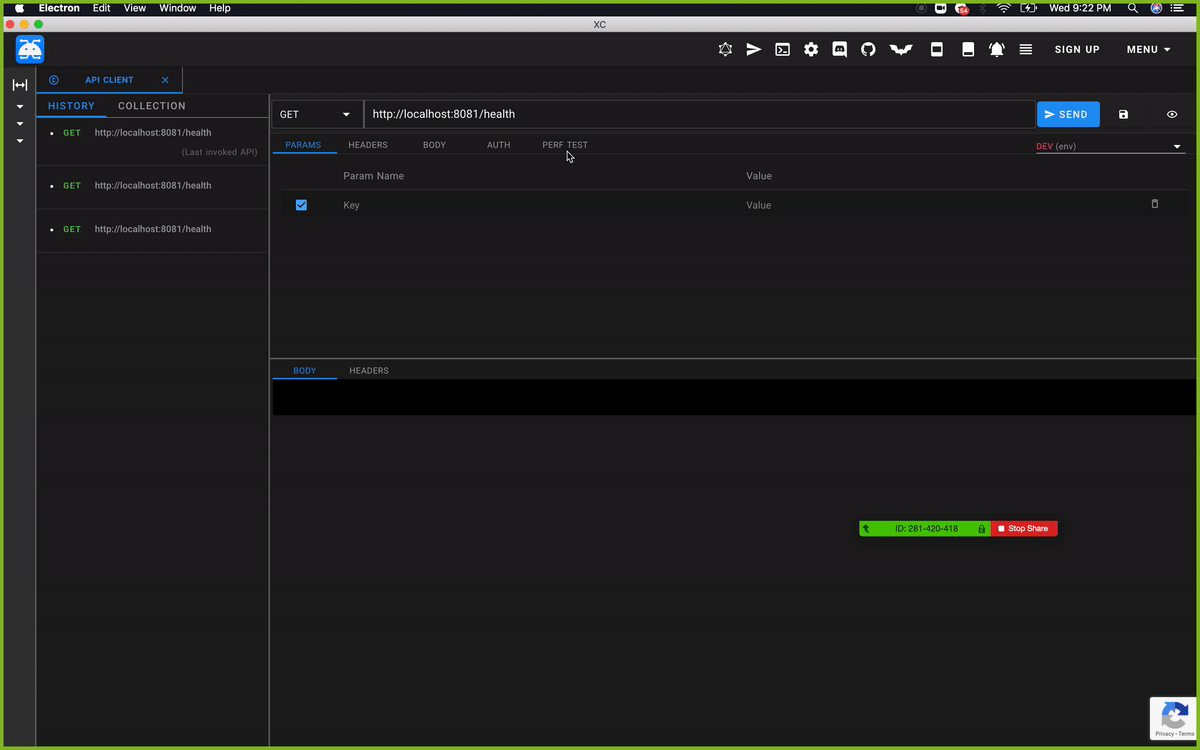 Electron Edit View Window Help Wed 9:22 PM
XC
SIGN UP MENU
API CLIENT
HISTORY COLLECTION
GET http://localhost:8081/health
(Last invoked API)
GET http://localhost:8081/health
GET http://localhost:8081/health
GET http://localhost:8081/health SEND
PARAMS HEADERS BODY AUTH PERF TEST DEV (env)
Param Name Value
Key Value
BODY HEADERS
ID: 281-420-418 Stop Share
Privacy - Terms